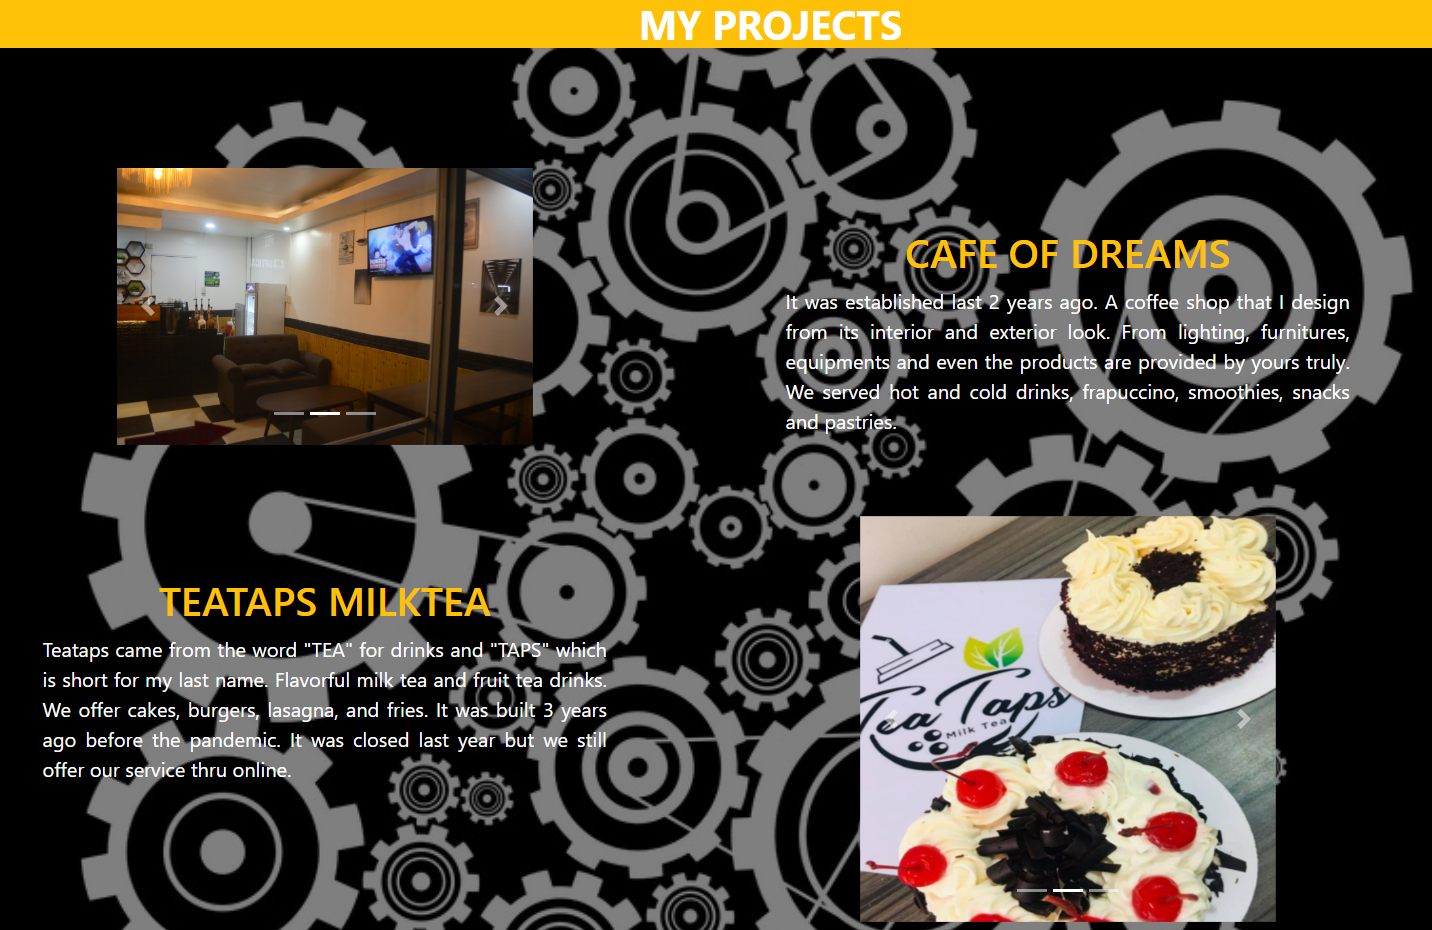 MY PROJECTS
CAFE OF DREAMS
It was established last 2 years ago. A coffee shop that I design
from its interior and exterior look. From lighting, furnitures,
equipments and even the products are provided by yours truly.
We served hot and cold drinks, frapuccino, smoothies, snacks
and pastries.
TEATAPS MILKTEA
Teataps came from the word "TEA" for drinks and "TAPS" which
is short for my last name. Flavorful milk tea and fruit tea drinks.
We offer cakes, burgers, lasagna, and fries. It was built 3 years
ago before the pandemic. It was closed last year but we still
offer our service thru online.
Tea Taps
Milk Tea